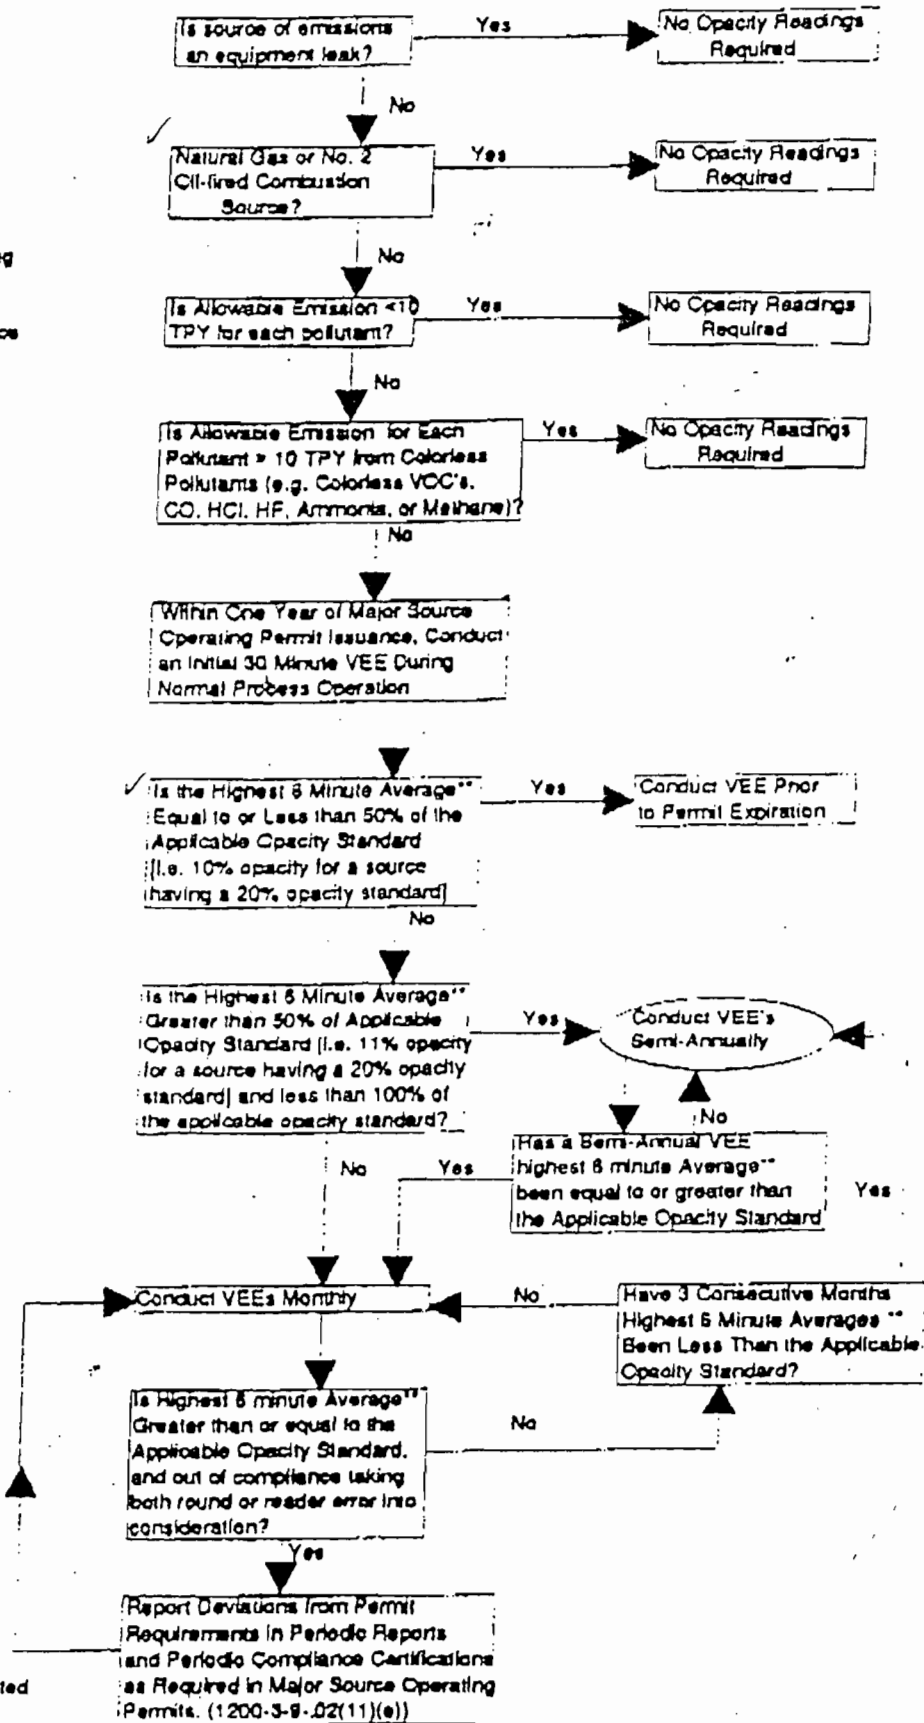 Is source of emissions
an equipment leak?
Yes
No Opacity Readings
Required
No
Natural Gas or No. 2
Oil-fired Combustion
Source?
Yes
No Opacity Readings
Required
No
Is Allowable Emission <10
TPY for each pollutant?
Yes
No Opacity Readings
Required
No
Is Allowable Emission for Each
Pollutant > 10 TPY from Colorless
Pollutants (e.g. Colorless VOC's,
CO, HCl, HF, Ammonia, or Methane)?
Yes
No Opacity Readings
Required
No
Within One Year of Major Source
Operating Permit Issuance, Conduct
an Initial 30 Minute VEE During
Normal Process Operation
Is the Highest 6 Minute Average**
Equal to or Less than 50% of the
Applicable Opacity Standard
[i.e. 10% opacity for a source
having a 20% opacity standard]
Yes
Conduct VEE Prior
to Permit Expiration
No
Is the Highest 6 Minute Average**
Greater than 50% of Applicable
Opacity Standard [i.e. 11% opacity
for a source having a 20% opacity
standard] and less than 100% of
the applicable opacity standard?
Yes
Conduct VEE's
Semi-Annually
No
Has a Semi-Annual VEE
highest 6 minute Average**
been equal to or greater than
the Applicable Opacity Standard
Yes
Yes
No
Conduct VEEs Monthly
No
Have 3 Consecutive Months
Highest 6 Minute Averages **
Been Less Than the Applicable
Opacity Standard?
Is Highest 6 minute Average**
Greater than or equal to the
Applicable Opacity Standard,
and out of compliance taking
both round or reader error into
consideration?
No
Yes
Report Deviations from Permit
Requirements in Periodic Reports
and Periodic Compliance Certifications
as Required in Major Source Operating
Permits. (1200-3-9-.02(11)(e))